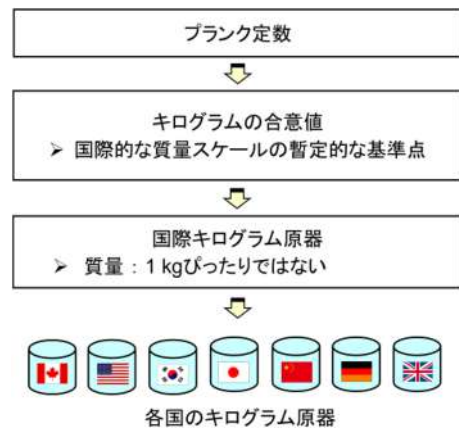 プランク定数
キログラムの合意値
➢ 国際的な質量スケールの暫定的な基準点
国際キログラム原器
➢ 質量：1 kgぴったりではない
各国のキログラム原器